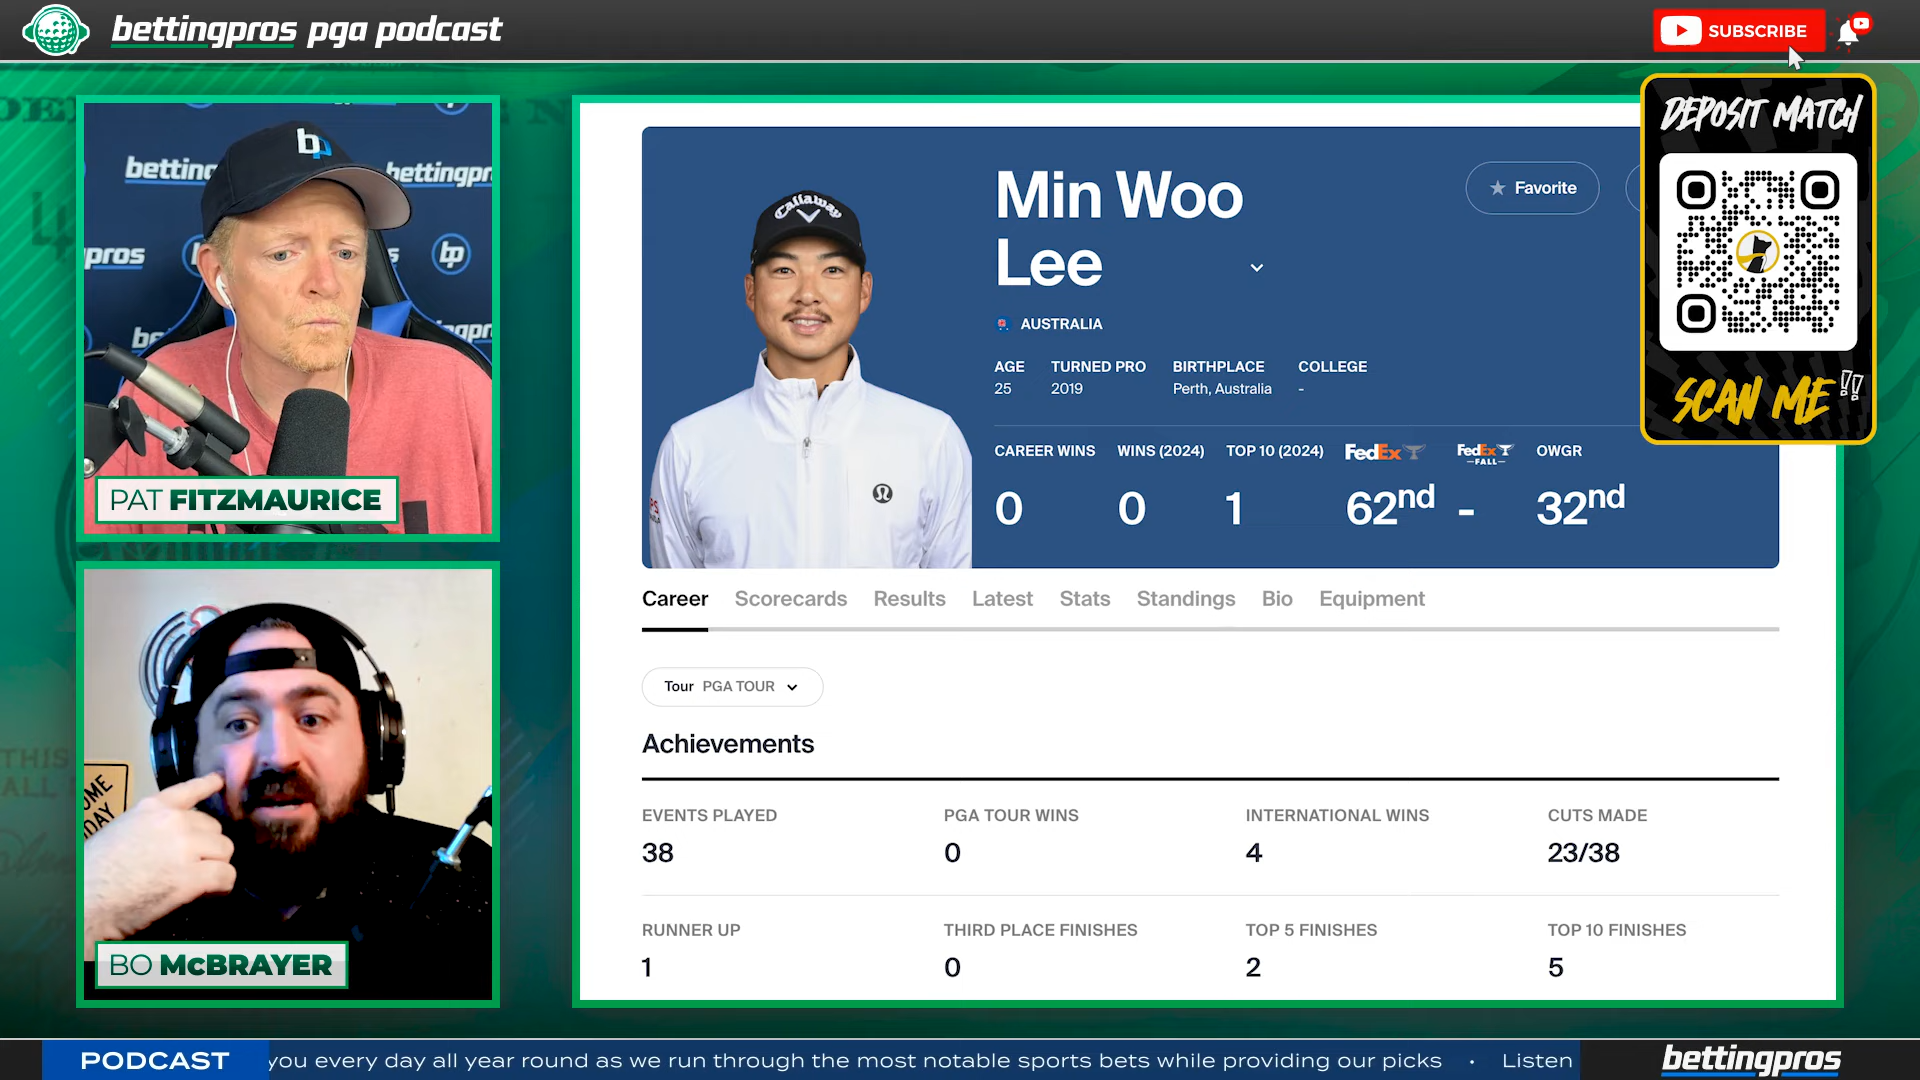 bettingpros pga podcast
SUBSCRIBE
DEPOSIT MATCH
SCAN ME!!
bp
bettingpros
PAT FITZMAURICE
BO McBRAYER
Min Woo
Lee
Favorite
Callaway
AUSTRALIA
AGE TURNED PRO BIRTHPLACE COLLEGE
25 2019 Perth, Australia -
CAREER WINS WINS (2024) TOP 10 (2024) FedEx FedEx FALL OWGR
0 0 1 62nd - 32nd
Career Scorecards Results Latest Stats Standings Bio Equipment
Tour PGA TOUR
Achievements
EVENTS PLAYED PGA TOUR WINS INTERNATIONAL WINS CUTS MADE
38 0 4 23/38
RUNNER UP THIRD PLACE FINISHES TOP 5 FINISHES TOP 10 FINISHES
1 0 2 5
PODCAST you every day all year round as we run through the most notable sports bets while providing our picks • Listen
bettingpros